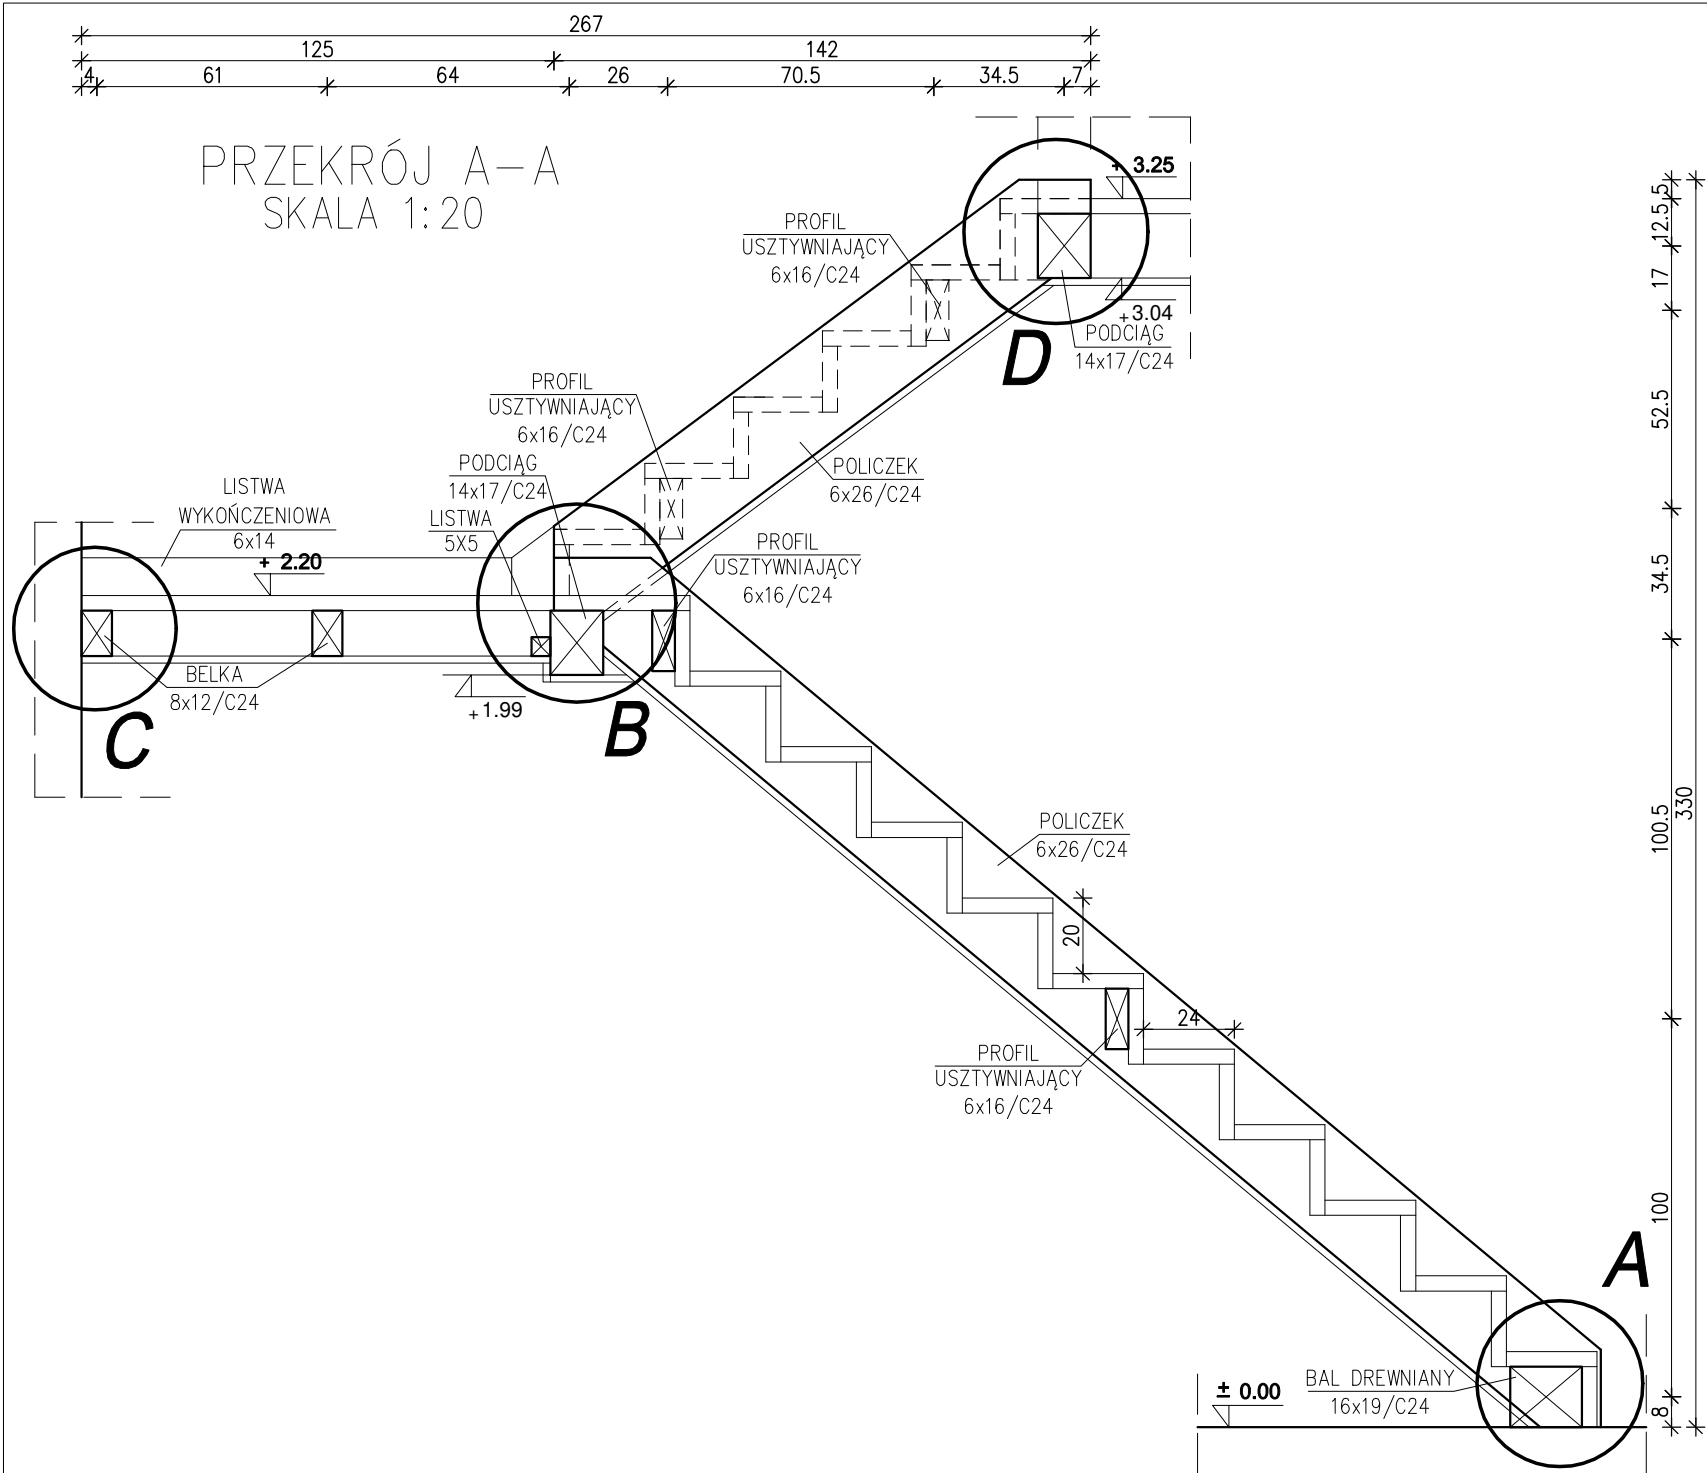 267
125
142
4
61
64
26
70.5
34.5
7
PRZEKRÓJ A-A
SKALA 1:20
+ 3.25
PROFIL
USZTYWNIAJĄCY
6x16/C24
+3.04
PODCIĄG
14x17/C24
D
PROFIL
USZTYWNIAJĄCY
6x16/C24
PODCIĄG
14x17/C24
POLICZEK
6x26/C24
LISTWA
WYKOŃCZENIOWA
6x14
LISTWA
5X5
+ 2.20
PROFIL
USZTYWNIAJĄCY
6x16/C24
BELKA
8x12/C24
+1.99
C
B
POLICZEK
6x26/C24
20
24
PROFIL
USZTYWNIAJĄCY
6x16/C24
A
BAL DREWNIANY
16x19/C24
± 0.00
5
12.5
17
52.5
34.5
100.5
330
100
8